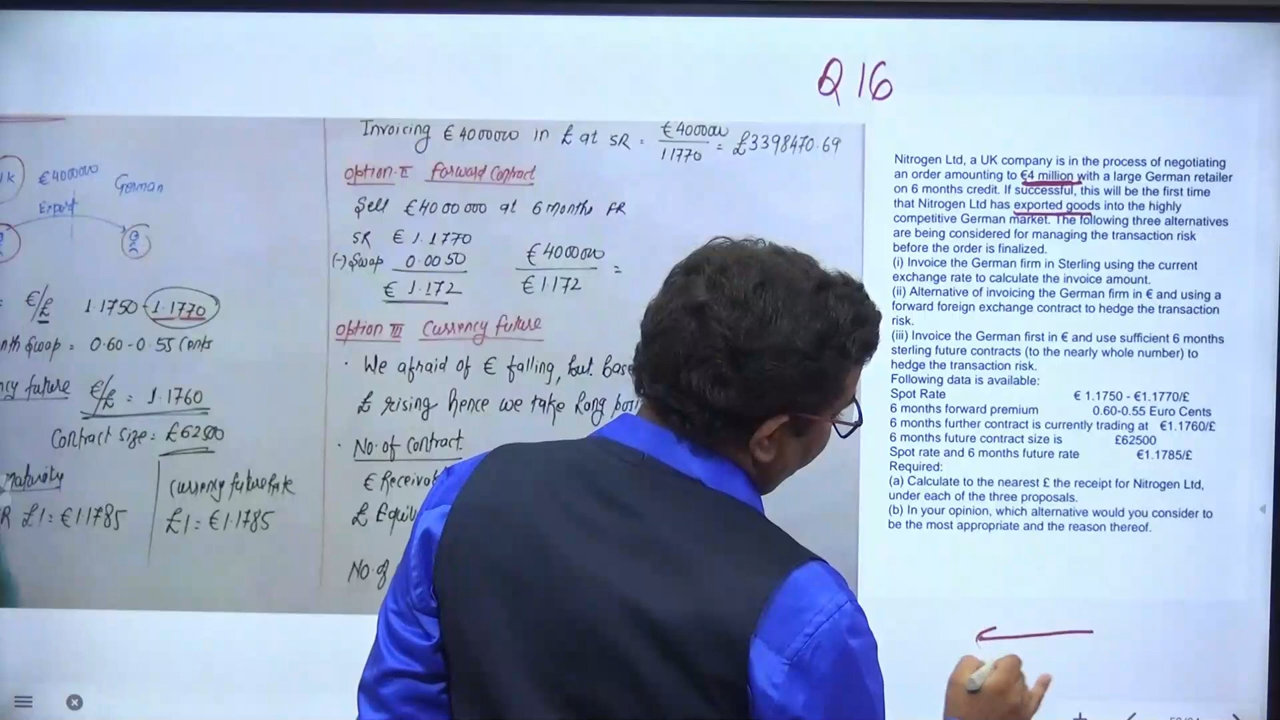 Q 16
€4000000
German
Export
€/£ 1.1750 - 1.1770
Swap = 0.60 - 0.55 Cents
future €/£ = 1.1760
Contract size = £62500
Maturity
£1 = €1.1785
Currency future Rate
£1 = €1.1785
Invoicing €4000000 in £ at SR = €4000000 / 1.1770 = £3398470.69
Option-II Forward Contract
Sell €4000000 at 6 months FR
SR € 1.1770
(-) Swap 0.0050
€ 1.172
€4000000 / €1.172 =
Option III Currency future
· We afraid of € falling, but
£ rising hence we take Long
· No. of contract
€
£
No of
Nitrogen Ltd, a UK company is in the process of negotiating
an order amounting to €4 million with a large German retailer
on 6 months credit. If successful, this will be the first time
that Nitrogen Ltd has exported goods into the highly
competitive German market. The following three alternatives
are being considered for managing the transaction risk
before the order is finalized.
(i) Invoice the German firm in Sterling using the current
exchange rate to calculate the invoice amount.
(ii) Alternative of invoicing the German firm in € and using a
forward foreign exchange contract to hedge the transaction
risk.
(iii) Invoice the German first in € and use sufficient 6 months
sterling future contracts (to the nearly whole number) to
hedge the transaction risk.
Following data is available:
Spot Rate € 1.1750 - €1.1770/£
6 months forward premium 0.60-0.55 Euro Cents
6 months further contract is currently trading at €1.1760/£
6 months future contract size is £62500
Spot rate and 6 months future rate €1.1785/£
Required:
(a) Calculate to the nearest £ the receipt for Nitrogen Ltd,
under each of the three proposals.
(b) In your opinion, which alternative would you consider to
be the most appropriate and the reason thereof.